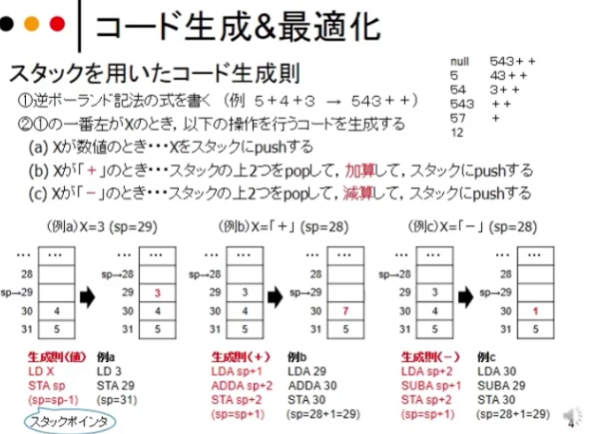 コード生成&最適化
スタックを用いたコード生成則
null 543++
5 43++
54 3++
543 ++
57 +
12
①逆ポーランド記法の式を書く (例 5+4+3 → 543++)
②①の一番左がXのとき,以下の操作を行うコードを生成する
(a) Xが数値のとき・・・Xをスタックにpushする
(b) Xが「+」のとき・・・スタックの上2つをpopして,加算して,スタックにpushする
(c) Xが「-」のとき・・・スタックの上2つをpopして,減算して,スタックにpushする
(例a)X=3 (sp=29)
... ...
28
sp→29
30 4
31 5
... ...
sp→28
29 3
30 4
31 5
生成則(値) 例a
LD X LD 3
STA sp STA 29
(sp=sp-1) (sp=31)
スタックポインタ
(例b)X=「+」 (sp=28)
... ...
sp→28
29 3
30 4
31 5
... ...
28
sp→29
30 7
31 5
生成則(+) 例b
LDA sp+1 LDA 29
ADDA sp+2 ADDA 30
STA sp+2 STA 30
(sp=sp+1) (sp=28+1=29)
(例c)X=「-」 (sp=28)
... ...
sp→28
29 3
30 4
31 5
... ...
28
sp→29
30 1
31 5
生成則(-) 例c
LDA sp+2 LDA 30
SUBA sp+1 SUBA 29
STA sp+2 STA 30
(sp=sp+1) (sp=28+1=29)
4